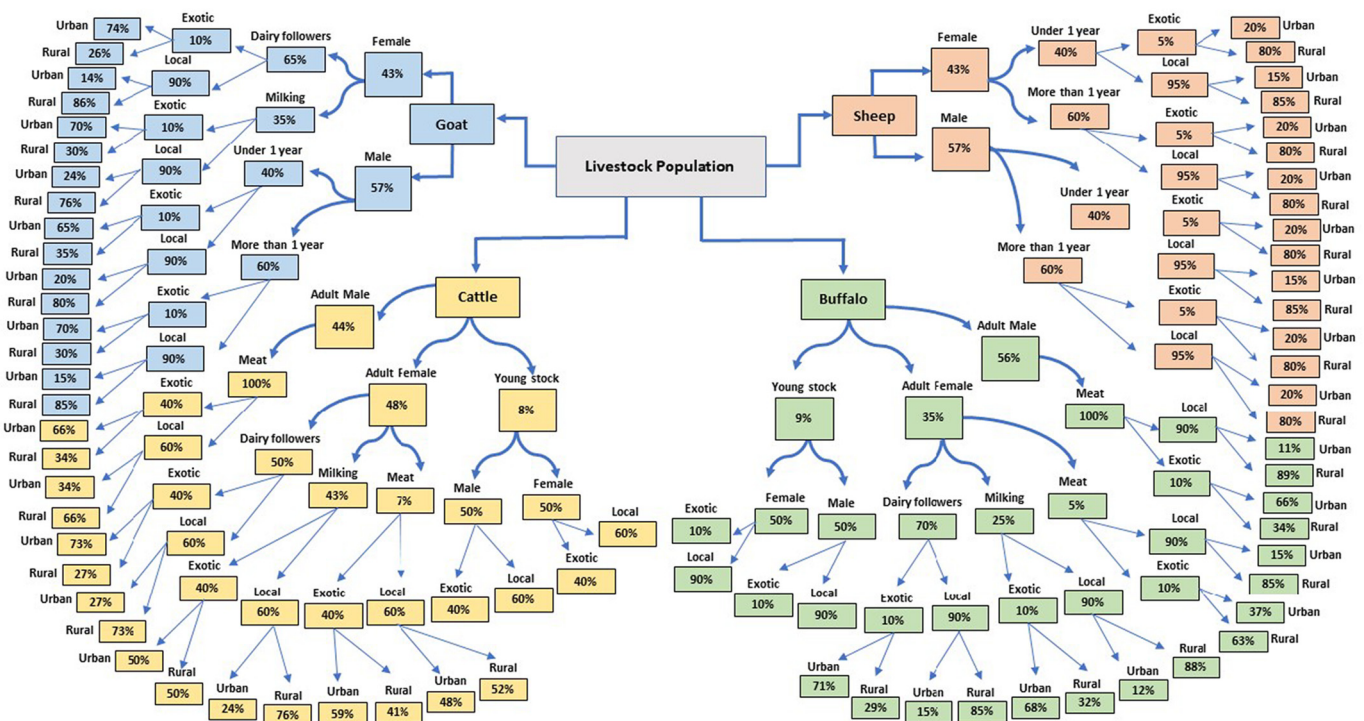 Livestock Population
Goat
Female
43%
Dairy followers
65%
Exotic
10%
Urban
74%
Rural
26%
Local
90%
Urban
14%
Rural
86%
Milking
35%
Exotic
10%
Urban
70%
Rural
30%
Local
90%
Urban
24%
Rural
76%
Male
57%
Under 1 year
40%
Exotic
10%
Urban
65%
Rural
35%
Local
90%
Urban
20%
Rural
80%
More than 1 year
60%
Exotic
10%
Urban
70%
Rural
30%
Local
90%
Urban
15%
Rural
85%
Cattle
Adult Male
44%
Meat
100%
Exotic
40%
Urban
66%
Rural
34%
Local
60%
Urban
34%
Rural
66%
Adult Female
48%
Dairy followers
50%
Exotic
40%
Urban
73%
Rural
27%
Local
60%
Urban
27%
Rural
73%
Milking
43%
Exotic
40%
Urban
50%
Rural
50%
Local
60%
Urban
24%
Rural
76%
Meat
7%
Exotic
40%
Urban
59%
Rural
41%
Local
60%
Urban
48%
Rural
52%
Young stock
8%
Male
50%
Exotic
40%
Local
60%
Female
50%
Local
60%
Exotic
40%
Sheep
Female
43%
Under 1 year
40%
Exotic
5%
20%
Urban
80%
Rural
Local
95%
15%
Urban
85%
Rural
More than 1 year
60%
Exotic
5%
20%
Urban
80%
Rural
Local
95%
20%
Urban
80%
Rural
Male
57%
Under 1 year
40%
Exotic
5%
20%
Urban
80%
Rural
Local
95%
15%
Urban
85%
Rural
More than 1 year
60%
Exotic
5%
20%
Urban
80%
Rural
Local
95%
20%
Urban
80%
Rural
Buffalo
Adult Male
56%
Meat
100%
Local
90%
11%
Urban
89%
Rural
Exotic
10%
66%
Urban
34%
Rural
Young stock
9%
Female
50%
Exotic
10%
Local
90%
Male
50%
Exotic
10%
Local
90%
Adult Female
35%
Dairy followers
70%
Exotic
10%
Urban
71%
Rural
29%
Local
90%
Urban
15%
Rural
85%
Milking
25%
Exotic
10%
Urban
68%
Rural
32%
Local
90%
Urban
12%
Rural
88%
Meat
5%
Local
90%
15%
Urban
85%
Rural
Exotic
10%
37%
Urban
63%
Rural